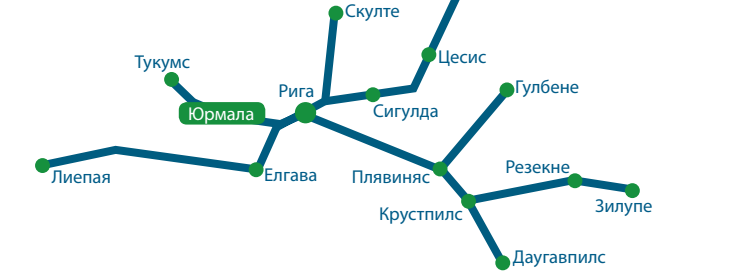 Скулте
Цесис
Тукумс
Рига
Гулбене
Юрмала
Сигулда
Резекне
Лиепая
Елгава
Плявиняс
Зилупе
Крустпилс
Даугавпилс